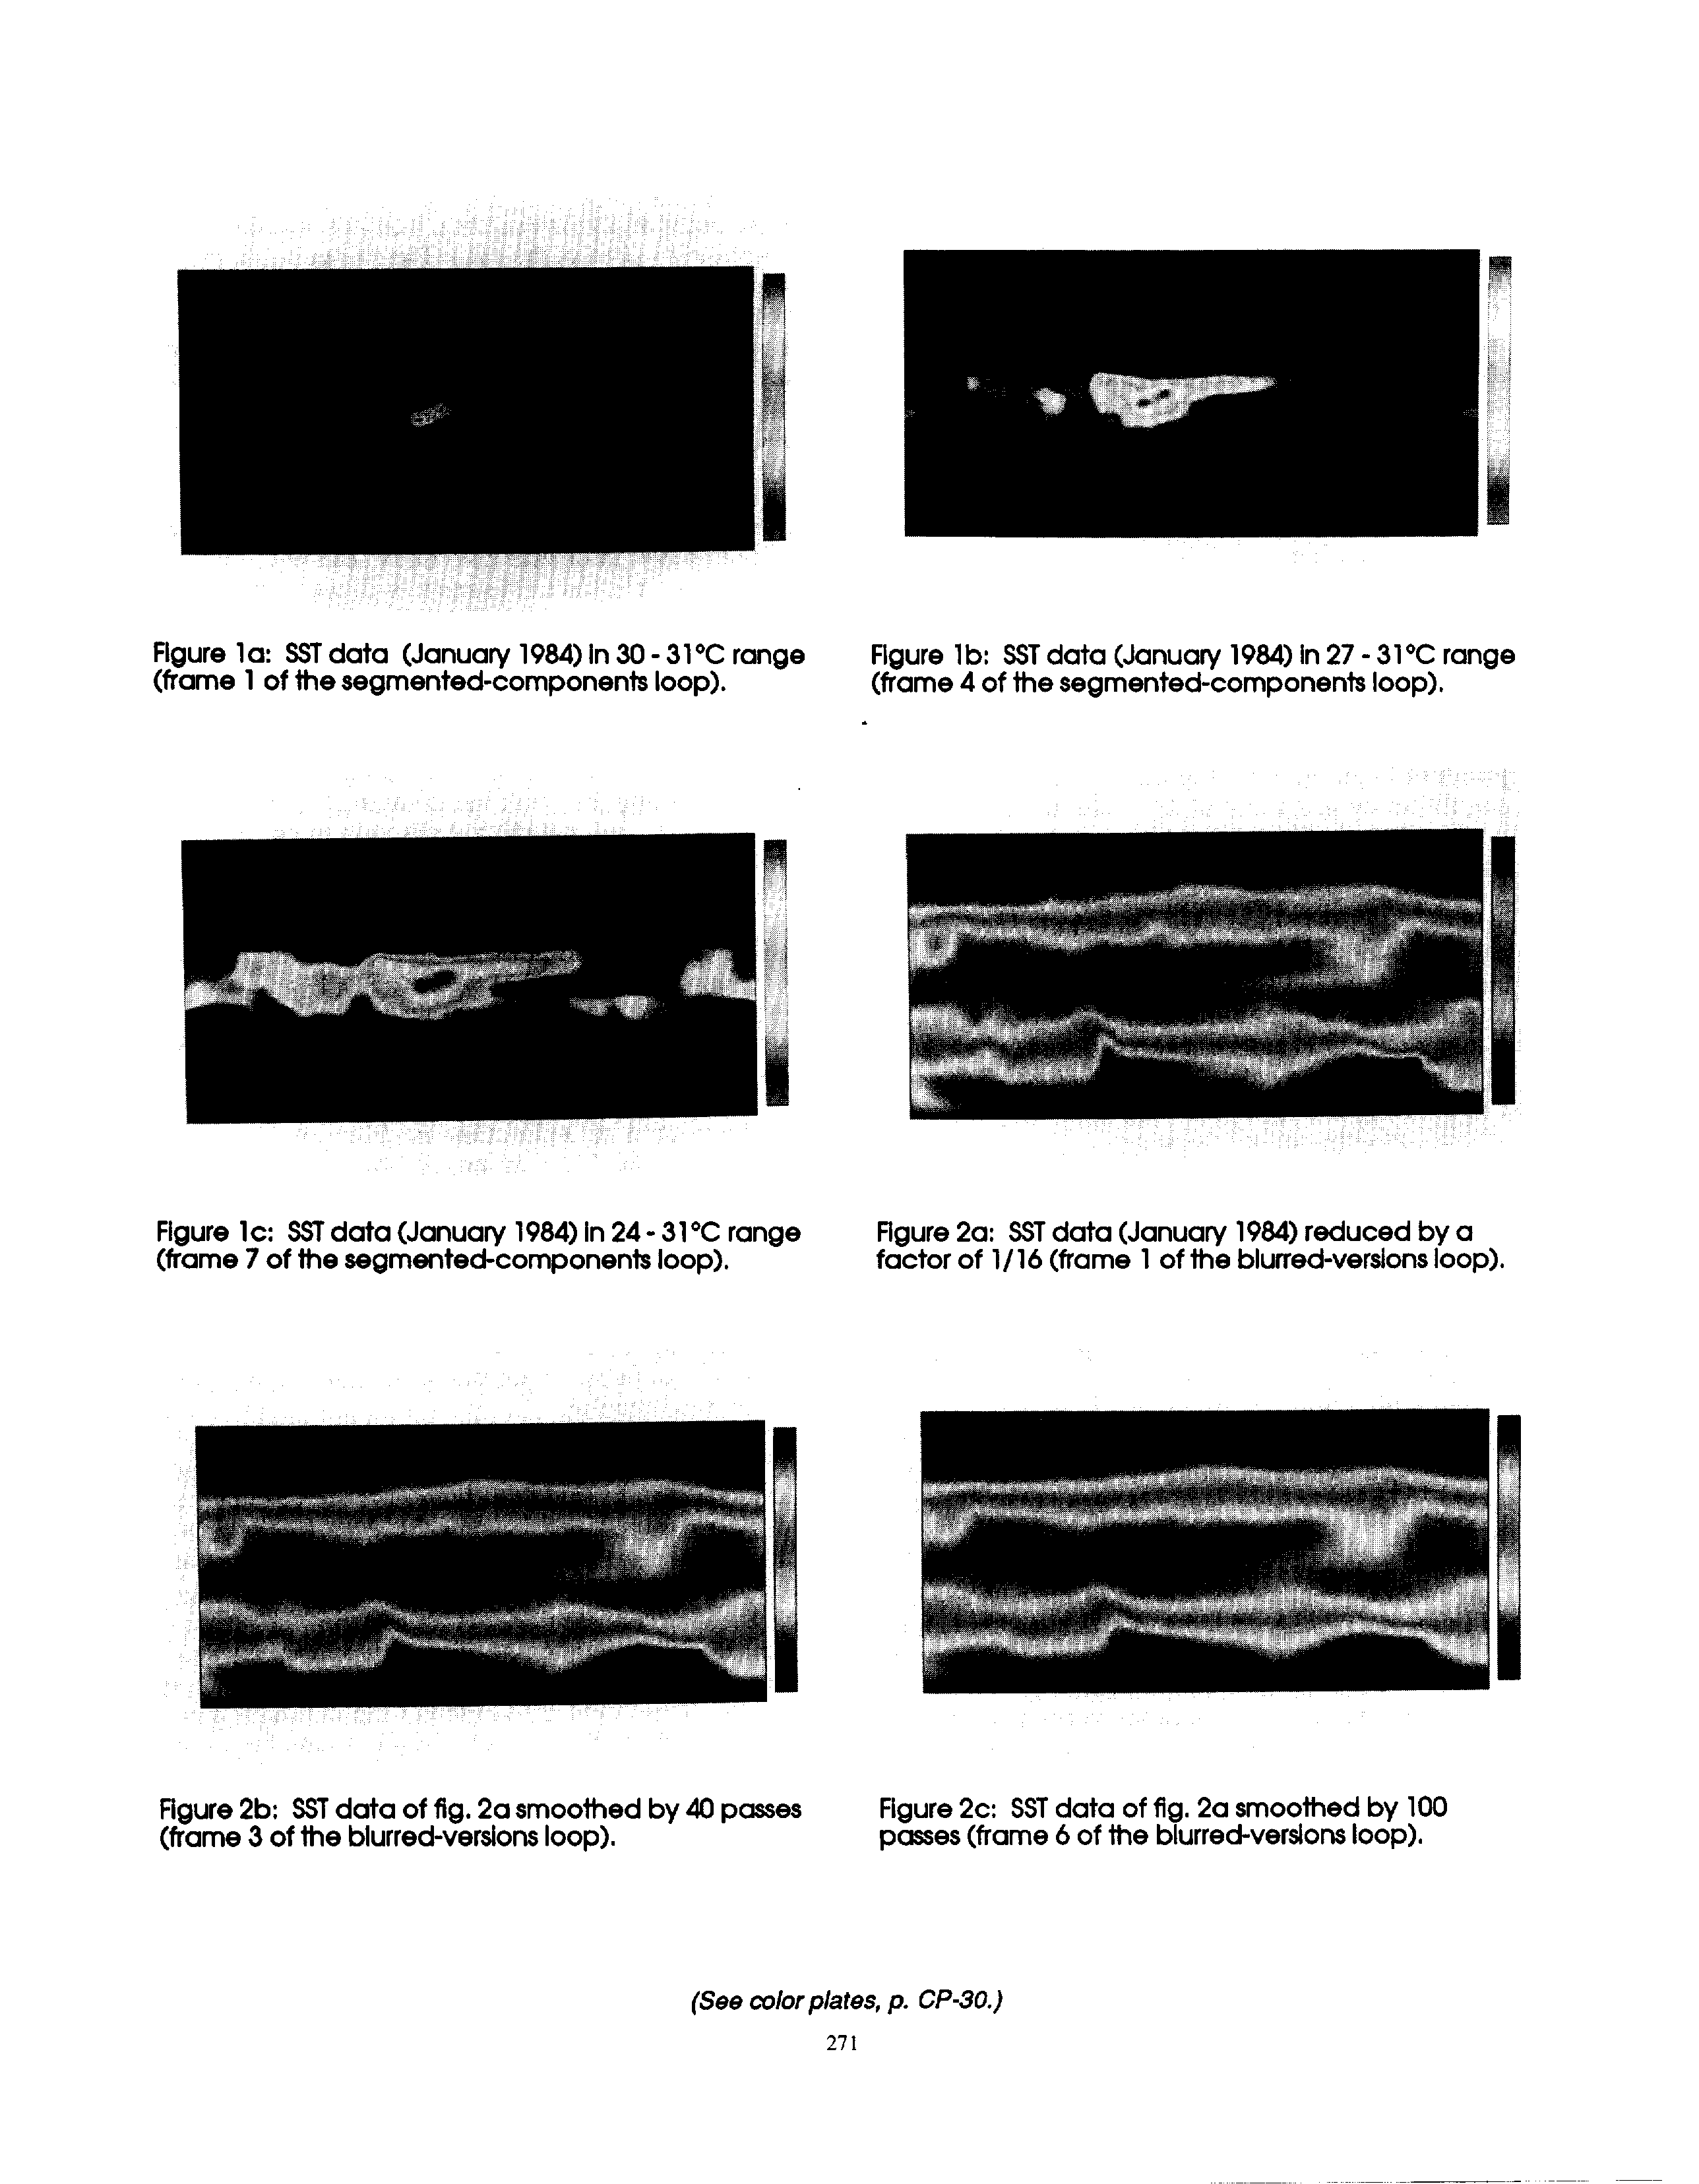 Figure 1a: SST data (January 1984) in 30 - 31°C range
(frame 1 of the segmented-components loop).
Figure 1b: SST data (January 1984) in 27 - 31°C range
(frame 4 of the segmented-components loop).
Figure 1c: SST data (January 1984) in 24 - 31°C range
(frame 7 of the segmented-components loop).
Figure 2a: SST data (January 1984) reduced by a
factor of 1/16 (frame 1 of the blurred-versions loop).
Figure 2b: SST data of fig. 2a smoothed by 40 passes
(frame 3 of the blurred-versions loop).
Figure 2c: SST data of fig. 2a smoothed by 100
passes (frame 6 of the blurred-versions loop).
(See color plates, p. CP-30.)
271